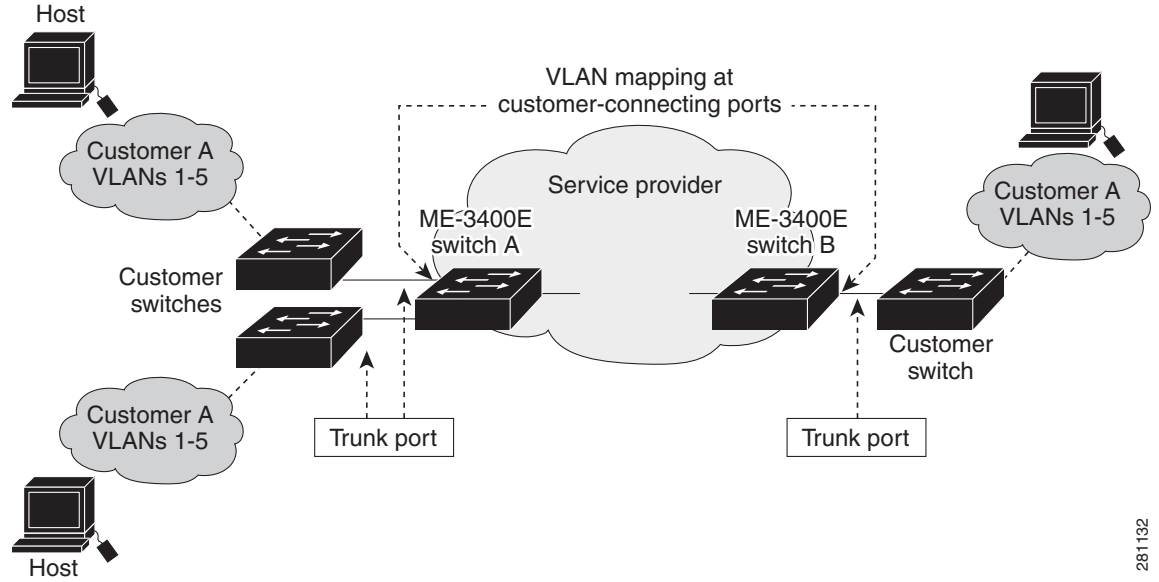 Host
VLAN mapping at
customer-connecting ports
Customer A
VLANs 1-5
Service provider
Customer A
VLANs 1-5
ME-3400E
switch A
ME-3400E
switch B
Customer
switches
Customer
switch
Customer A
VLANs 1-5
Trunk port
Trunk port
Host
281132